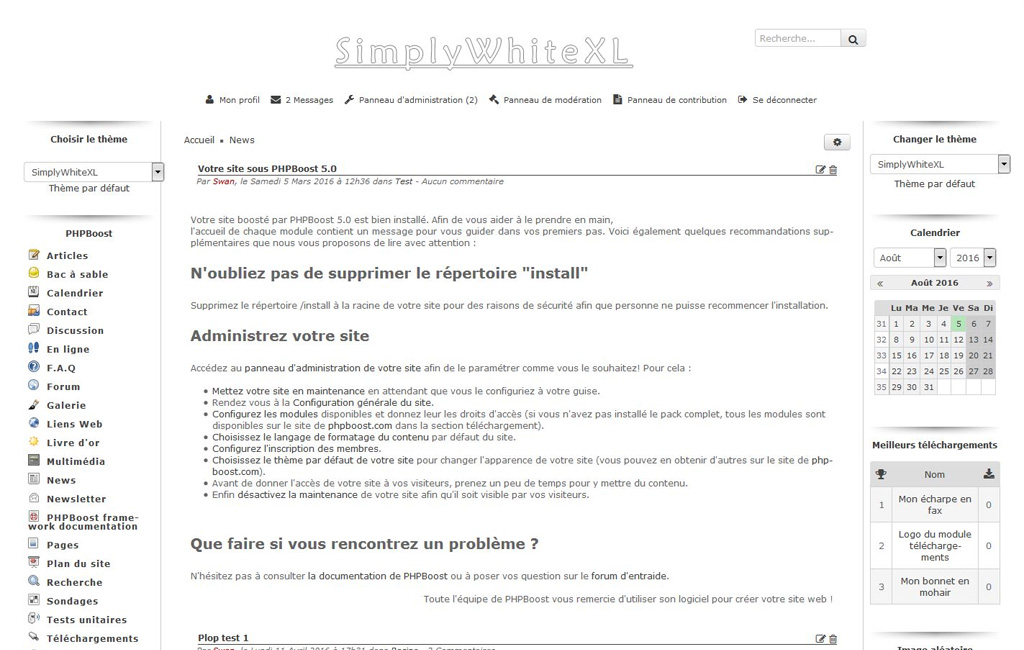 SimplyWhiteXL
Recherche...
Mon profil 2 Messages Panneau d'administration (2) Panneau de modération Panneau de contribution Se déconnecter
Choisir le thème
SimplyWhiteXL
Thème par défaut
PHPBoost
Articles
Bac à sable
Calendrier
Contact
Discussion
En ligne
F.A.Q
Forum
Galerie
Liens Web
Livre d'or
Multimédia
News
Newsletter
PHPBoost frame-
work documentation
Pages
Plan du site
Recherche
Sondages
Tests unitaires
Téléchargements
Accueil • News
Votre site sous PHPBoost 5.0
Par Swan, le Samedi 5 Mars 2016 à 12h36 dans Test - Aucun commentaire
Votre site boosté par PHPBoost 5.0 est bien installé. Afin de vous aider à le prendre en main,
l'accueil de chaque module contient un message pour vous guider dans vos premiers pas. Voici également quelques recommandations sup-
plémentaires que nous vous proposons de lire avec attention :
N'oubliez pas de supprimer le répertoire "install"
Supprimez le répertoire /install à la racine de votre site pour des raisons de sécurité afin que personne ne puisse recommencer l'installation.
Administrez votre site
Accédez au panneau d'administration de votre site afin de le paramétrer comme vous le souhaitez! Pour cela :
• Mettez votre site en maintenance en attendant que vous le configuriez à votre guise.
• Rendez vous à la Configuration générale du site.
• Configurez les modules disponibles et donnez leur les droits d'accès (si vous n'avez pas installé le pack complet, tous les modules sont
disponibles sur le site de phpboost.com dans la section téléchargement).
• Choisissez le langage de formatage du contenu par défaut du site.
• Configurez l'inscription des membres.
• Choisissez le thème par défaut de votre site pour changer l'apparence de votre site (vous pouvez en obtenir d'autres sur le site de php-
boost.com).
• Avant de donner l'accès de votre site à vos visiteurs, prenez un peu de temps pour y mettre du contenu.
• Enfin désactivez la maintenance de votre site afin qu'il soit visible par vos visiteurs.
Que faire si vous rencontrez un problème ?
N'hésitez pas à consulter la documentation de PHPBoost ou à poser vos question sur le forum d'entraide.
Toute l'équipe de PHPBoost vous remercie d'utiliser son logiciel pour créer votre site web !
Plop test 1
Par Swan, le Lundi 11 Avril 2016 à 17h21 dans
Changer le thème
SimplyWhiteXL
Thème par défaut
Calendrier
Août 2016
« Août 2016 »
Lu Ma Me Je Ve Sa Di
31 1 2 3 4 5 6 7
32 8 9 10 11 12 13 14
33 15 16 17 18 19 20 21
34 22 23 24 25 26 27 28
35 29 30 31
Meilleurs téléchargements
Nom
1 Mon écharpe en 0
fax
2 Logo du module 0
télécharge-
ments
3 Mon bonnet en 0
mohair
Image aléatoire